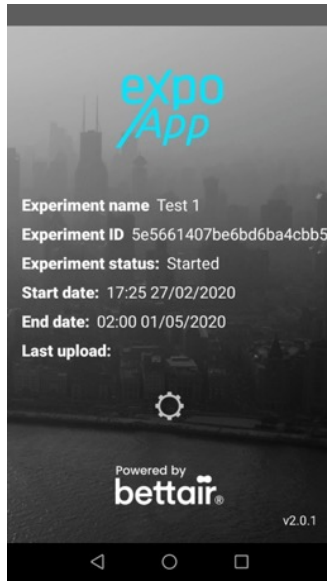 expo
App
Experiment name Test 1
Experiment ID 5e5661407be6bd6ba4cbb5
Experiment status: Started
Start date: 17:25 27/02/2020
End date: 02:00 01/05/2020
Last upload:
Powered by
bettair®
v2.0.1